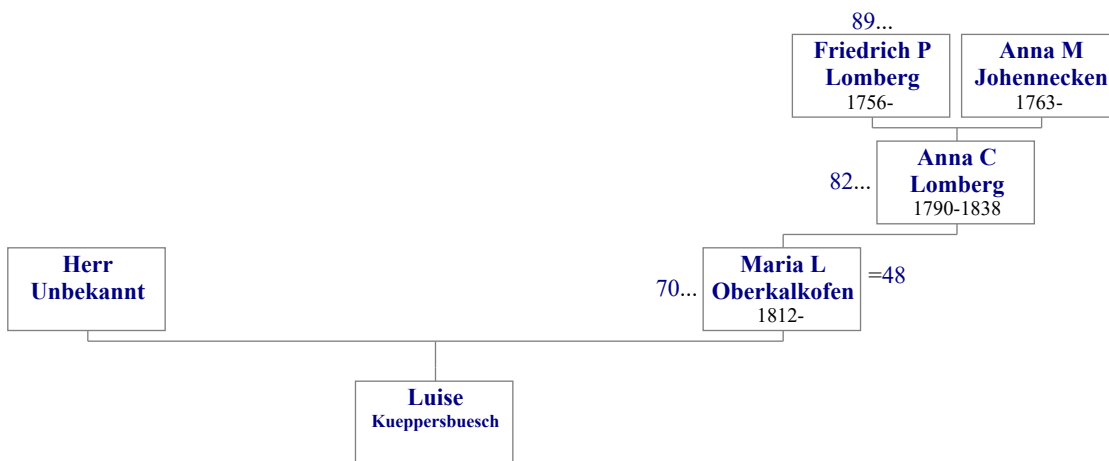 89...
Friedrich P
Lomberg
1756-
Anna M
Johennecken
1763-
82...
Anna C
Lomberg
1790-1838
Herr
Unbekannt
70...
Maria L
Oberkalkofen
1812-
=48
Luise
Kueppersbuesch